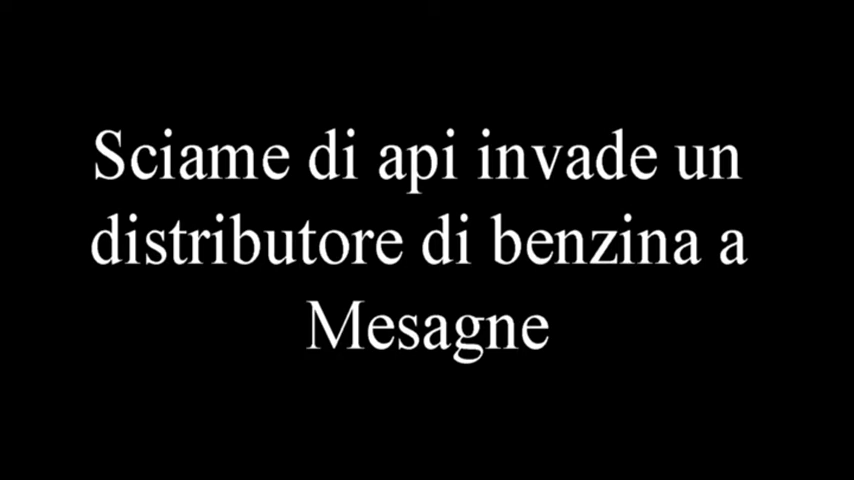 Sciame di api invade un
distributore di benzina a
Mesagne